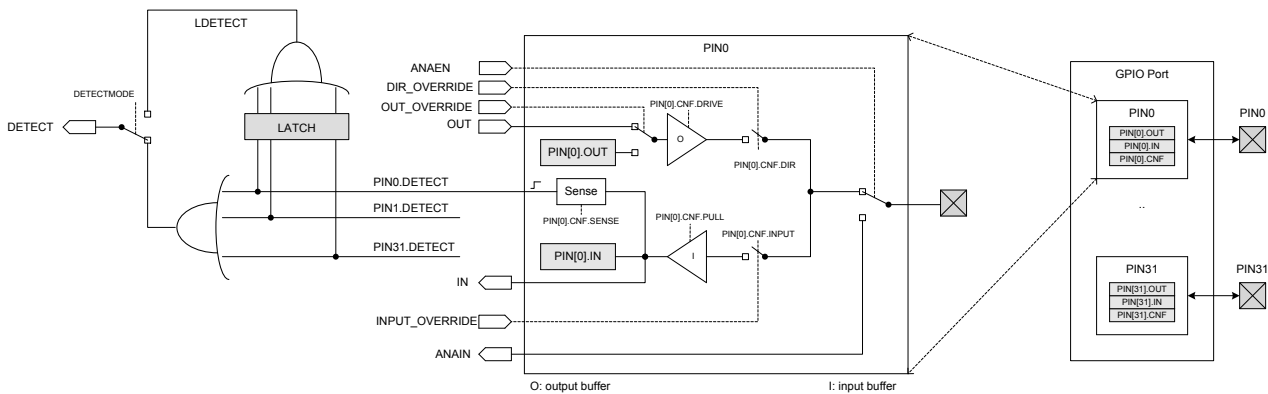 LDETECT
DETECTMODE
DETECT
LATCH
PIN0.DETECT
PIN1.DETECT
PIN31.DETECT
PIN0
ANAEN
DIR_OVERRIDE
OUT_OVERRIDE
OUT
PIN[0].CNF.DRIVE
O
PIN[0].OUT
PIN[0].CNF.DIR
Sense
PIN[0].CNF.SENSE
PIN[0].CNF.PULL
PIN[0].CNF.INPUT
PIN[0].IN
I
IN
INPUT_OVERRIDE
ANAIN
O: output buffer
I: input buffer
GPIO Port
PIN0
PIN[0].OUT
PIN[0].IN
PIN[0].CNF
PIN0
..
PIN31
PIN[31].OUT
PIN[31].IN
PIN[31].CNF
PIN31